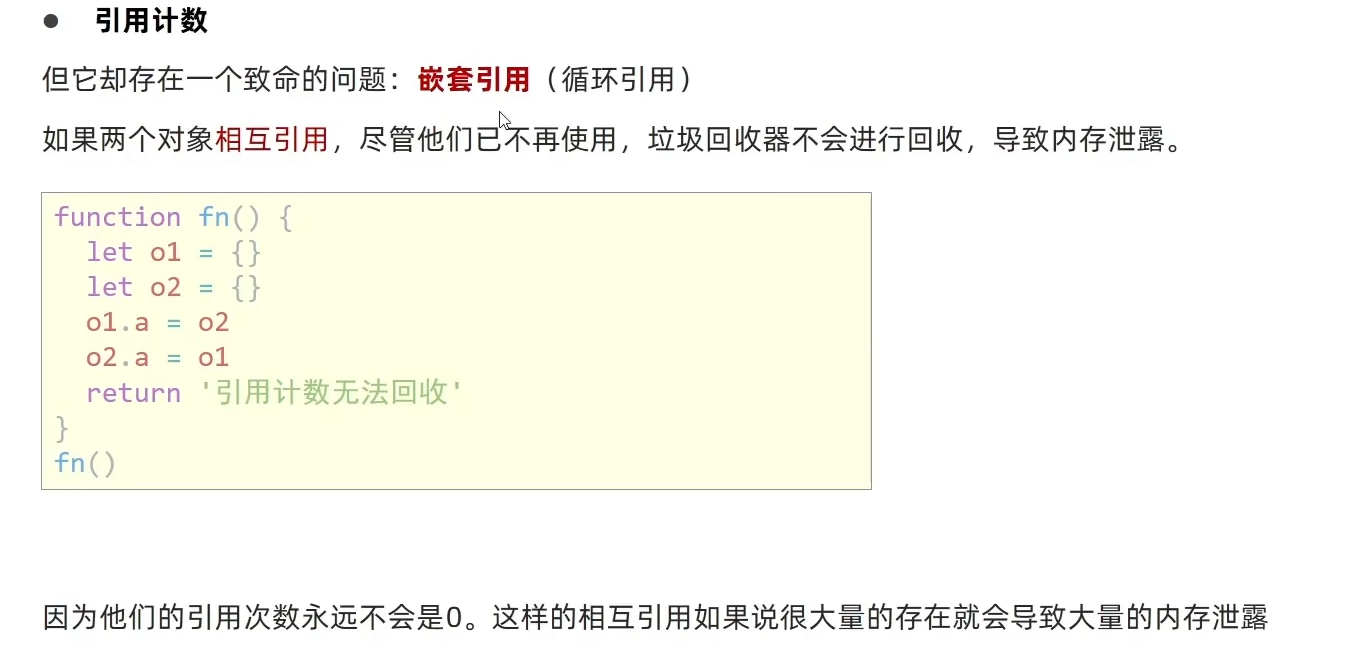 ● 引用计数
但它却存在一个致命的问题：嵌套引用（循环引用）
如果两个对象相互引用，尽管他们已不再使用，垃圾回收器不会进行回收，导致内存泄露。
function fn() {
  let o1 = {}
  let o2 = {}
  o1.a = o2
  o2.a = o1
  return '引用计数无法回收'
}
fn()
因为他们的引用次数永远不会是0。这样的相互引用如果说很大量的存在就会导致大量的内存泄露